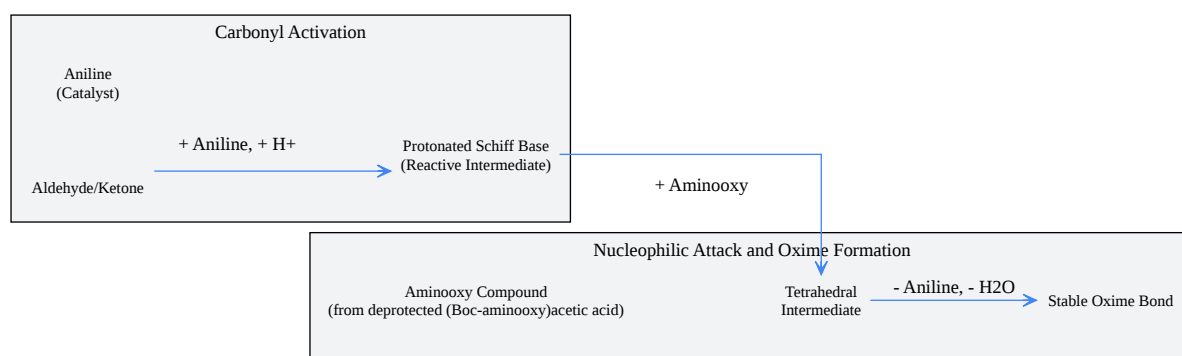 Carbonyl Activation
Aniline
(Catalyst)
+ Aniline, + H+
Protonated Schiff Base
(Reactive Intermediate)
Aldehyde/Ketone
+ Aminooxy
Nucleophilic Attack and Oxime Formation
Aminooxy Compound
(from deprotected (Boc-aminooxy)acetic acid)
Tetrahedral
Intermediate
- Aniline, - H2O
Stable Oxime Bond